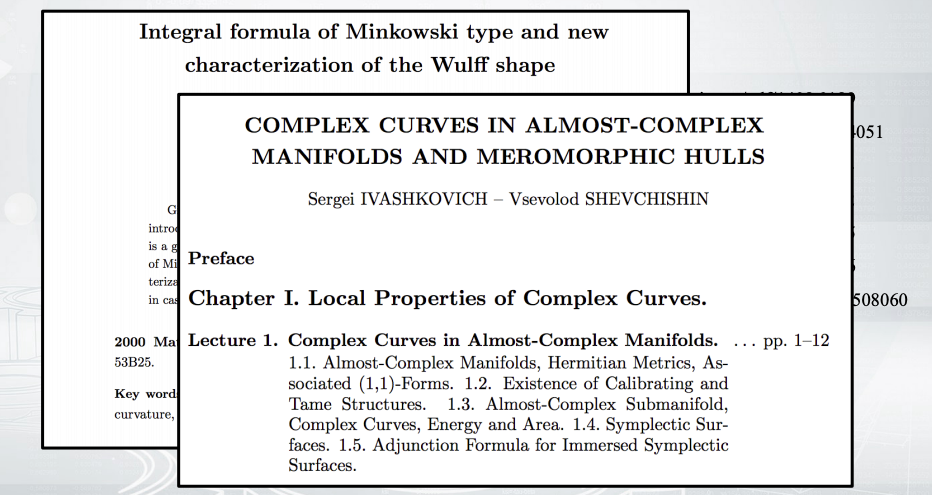 Integral formula of Minkowski type and new
characterization of the Wulff shape
COMPLEX CURVES IN ALMOST-COMPLEX
MANIFOLDS AND MEROMORPHIC HULLS
Sergei IVASHKOVICH – Vsevolod SHEVCHISHIN
Preface
Chapter I. Local Properties of Complex Curves.
Lecture 1. Complex Curves in Almost-Complex Manifolds. ... pp. 1–12
1.1. Almost-Complex Manifolds, Hermitian Metrics, As-
sociated (1,1)-Forms. 1.2. Existence of Calibrating and
Tame Structures. 1.3. Almost-Complex Submanifold,
Complex Curves, Energy and Area. 1.4. Symplectic Sur-
faces. 1.5. Adjunction Formula for Immersed Symplectic
Surfaces.
G
introd
is a g
of Mi
teriza
in cas
2000 Ma
53B25.
Key word
curvature,
4051
508060